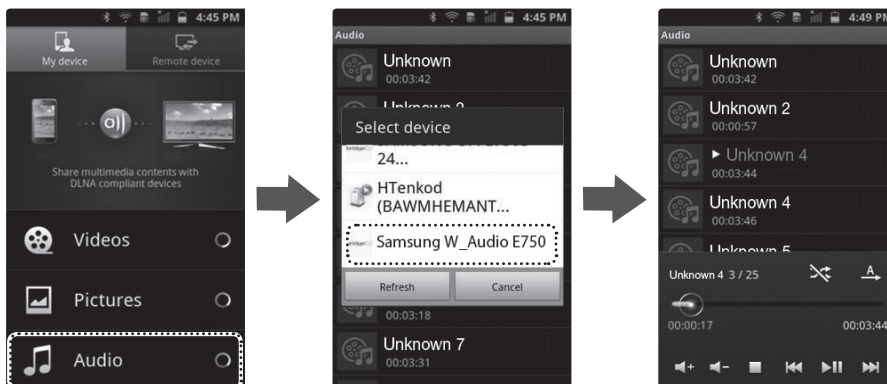 4:45 PM
My device
Remote device
Share multimedia contents with
DLNA compliant devices
Videos
Pictures
Audio
4:45 PM
Audio
Unknown
00:03:42
Unknown 2
Select device
24...
HTenkod
(BAWMHEMANT...
Samsung W_Audio E750
Refresh
Cancel
00:03:18
Unknown 7
00:03:31
4:49 PM
Audio
Unknown
00:03:42
Unknown 2
00:00:57
Unknown 4
00:03:44
Unknown 4
00:03:46
Unknown 5
Unknown 4 3 / 25
A
00:00:17
00:03:44